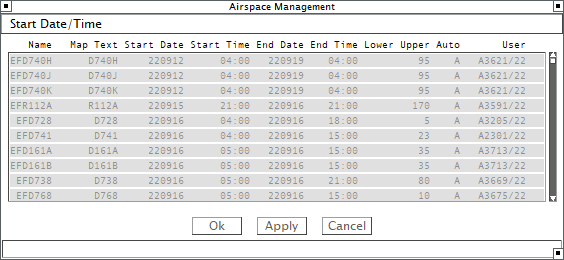 Airspace Management
Start Date/Time
Name Map Text Start Date Start Time End Date End Time Lower Upper Auto User
EFD740H D740H 220912 04:00 220919 04:00 95 A A3621/22
EFD740J D740J 220912 04:00 220919 04:00 95 A A3621/22
EFD740K D740K 220912 04:00 220919 04:00 95 A A3621/22
EFR112A R112A 220915 21:00 220916 21:00 170 A A3591/22
EFD728 D728 220916 04:00 220916 18:00 5 A A3205/22
EFD741 D741 220916 04:00 220916 15:00 23 A A2301/22
EFD161A D161A 220916 05:00 220916 15:00 35 A A3713/22
EFD161B D161B 220916 05:00 220916 15:00 35 A A3713/22
EFD738 D738 220916 05:00 220916 21:00 80 A A3669/22
EFD768 D768 220916 05:00 220916 15:00 10 A A3675/22
Ok Apply Cancel